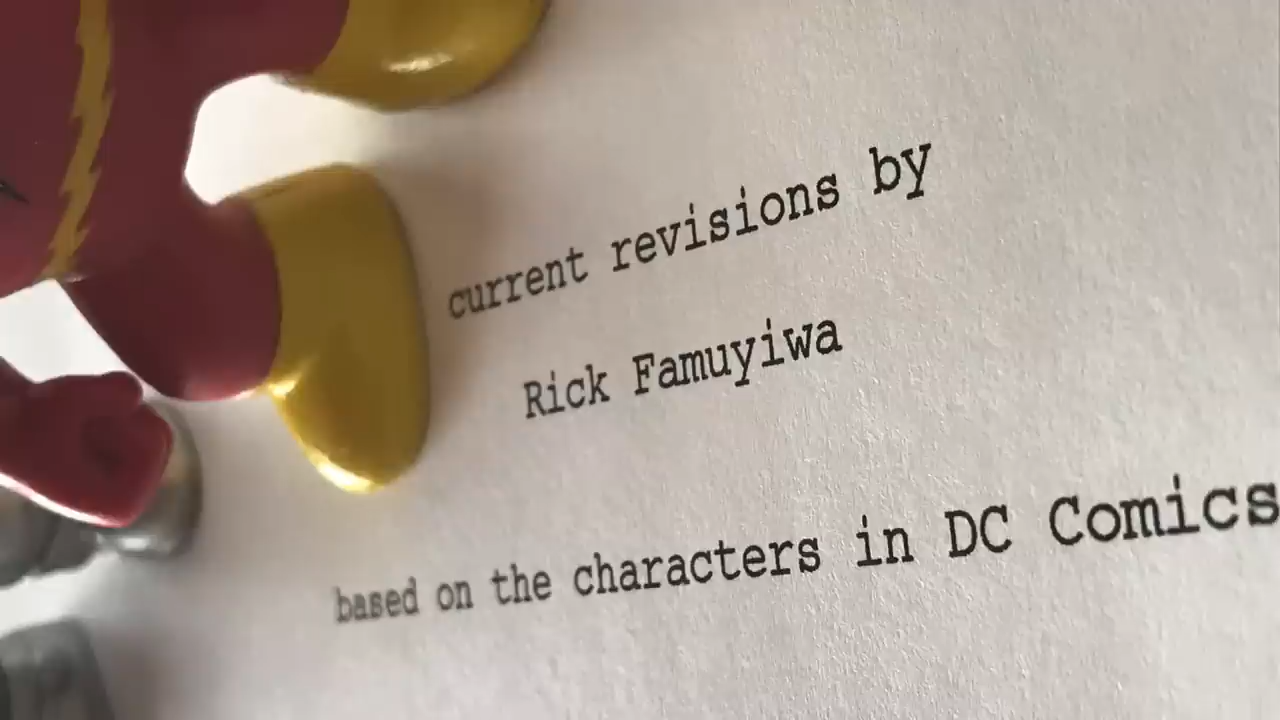 current revisions by
Rick Famuyiwa
based on the characters in DC Comics